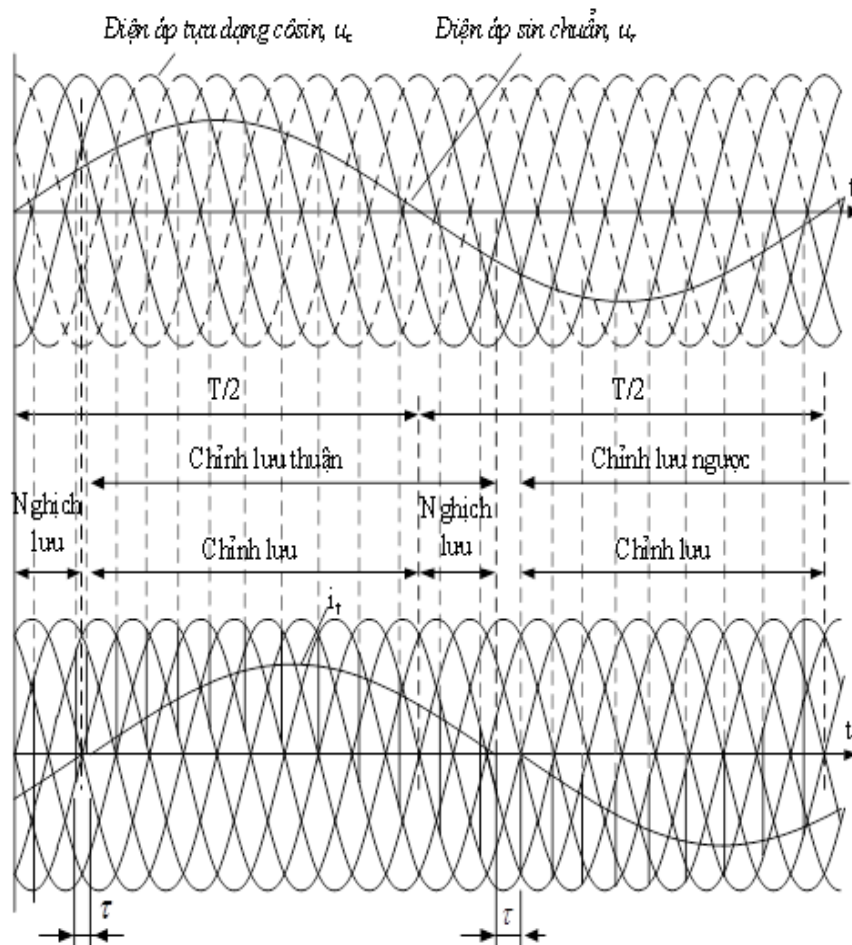 Điện áp tựa dạng côsin, uc
Điện áp sin chuẩn, ur
t
T/2
T/2
Chỉnh lưu thuận
Chỉnh lưu ngược
Nghịch
lưu
Chỉnh lưu
Nghịch
lưu
Chỉnh lưu
it
t
τ
τ